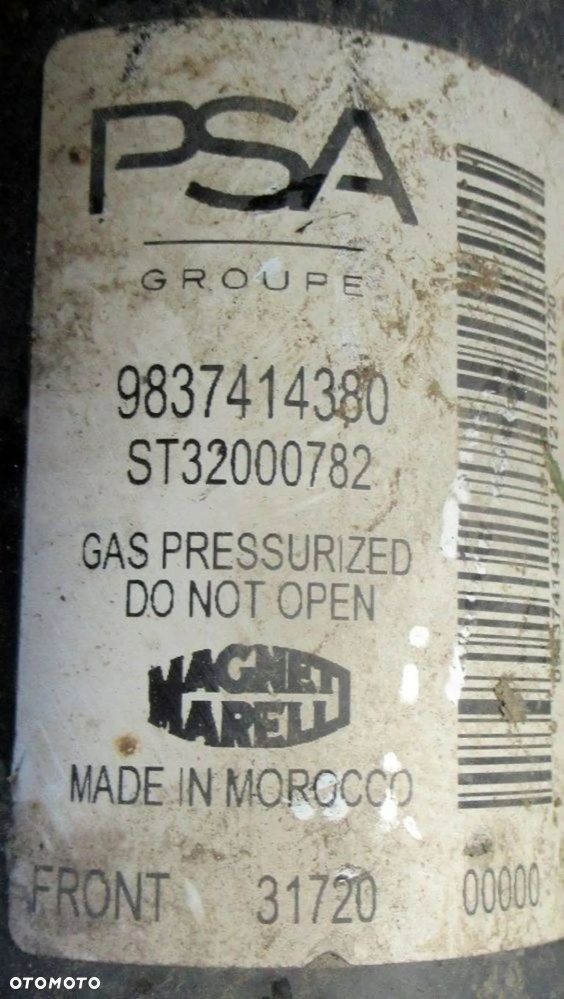 PSA
GROUPE
9837414380
ST32000782
GAS PRESSURIZED
DO NOT OPEN
MAGNETI
MARELLI
MADE IN MOROCCO
FRONT 31720 00000
OTOMOTO